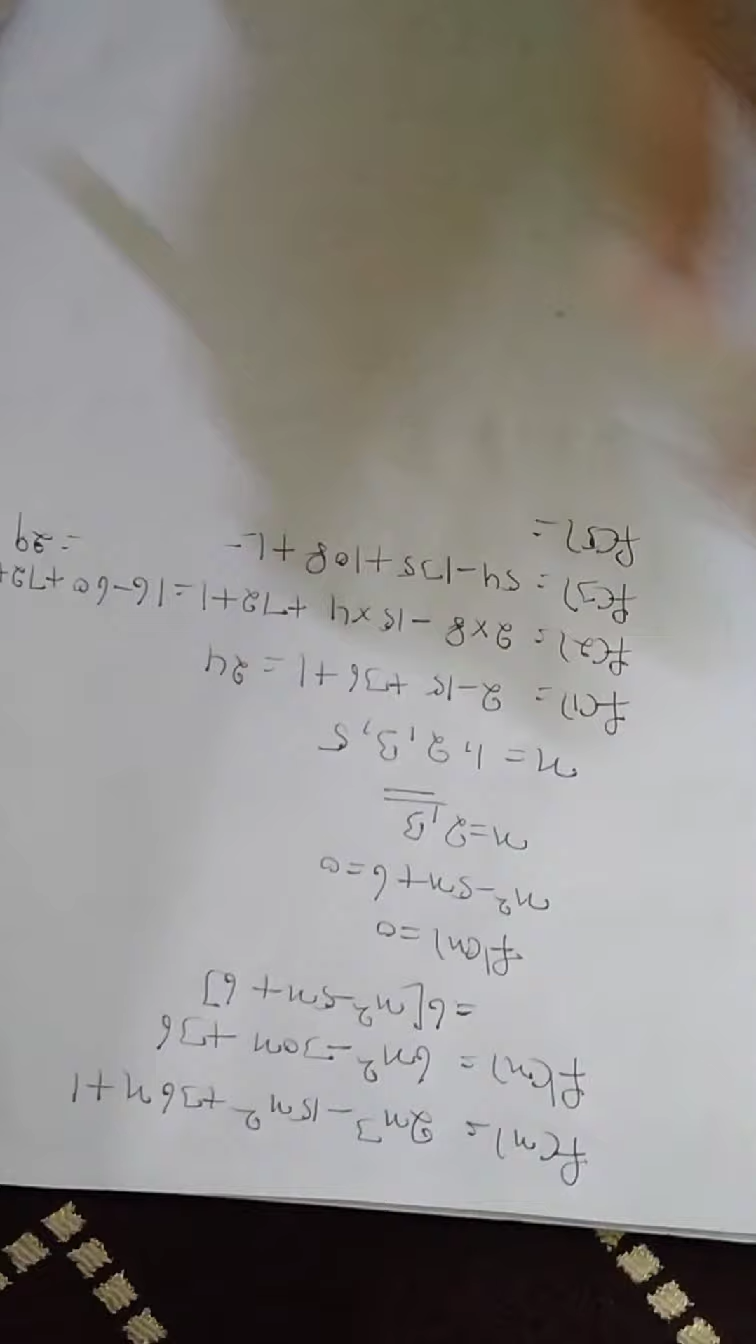 f(x) = 2x³ - 15x² + 36x + 1
f'(x) = 6x² - 30x + 36
= 6[x² - 5x + 6]
f'(x) = 0
x² - 5x + 6 = 0
x = 2, 3
x = 1, 2, 3, 5
f(1) = 2 - 15 + 36 + 1 = 24
f(2) = 2×8 - 15×4 + 72 + 1 = 16 - 60 + 72 +
= 29
f(3) = 54 - 135 + 108 + 1 =
f(5) =